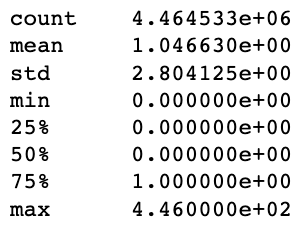 count 4.464533e+06
mean 1.046630e+00
std 2.804125e+00
min 0.000000e+00
25% 0.000000e+00
50% 0.000000e+00
75% 1.000000e+00
max 4.460000e+02